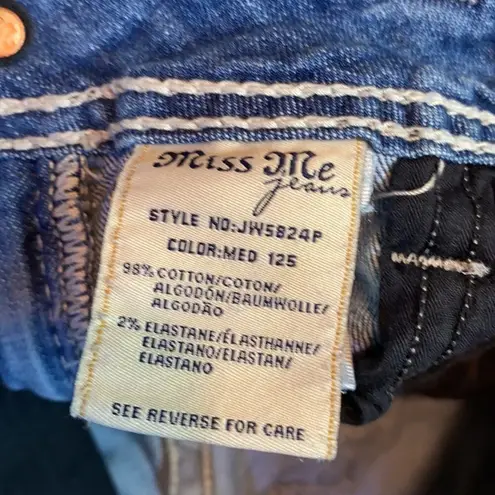 Miss Me
jeans
STYLE NO:JW5824P
COLOR:MED 125
98% COTTON/COTON/
ALGODÓN/BAUMWOLLE/
ALGODÃO
2% ELASTANE/ÉLASTHANNE/
ELASTANO/ELASTAN/
ELASTANO
SEE REVERSE FOR CARE